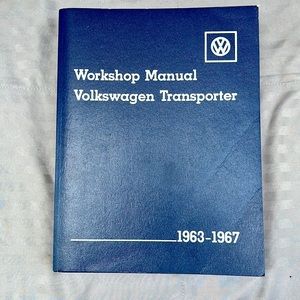 VW
Workshop Manual
Volkswagen Transporter
1963-1967